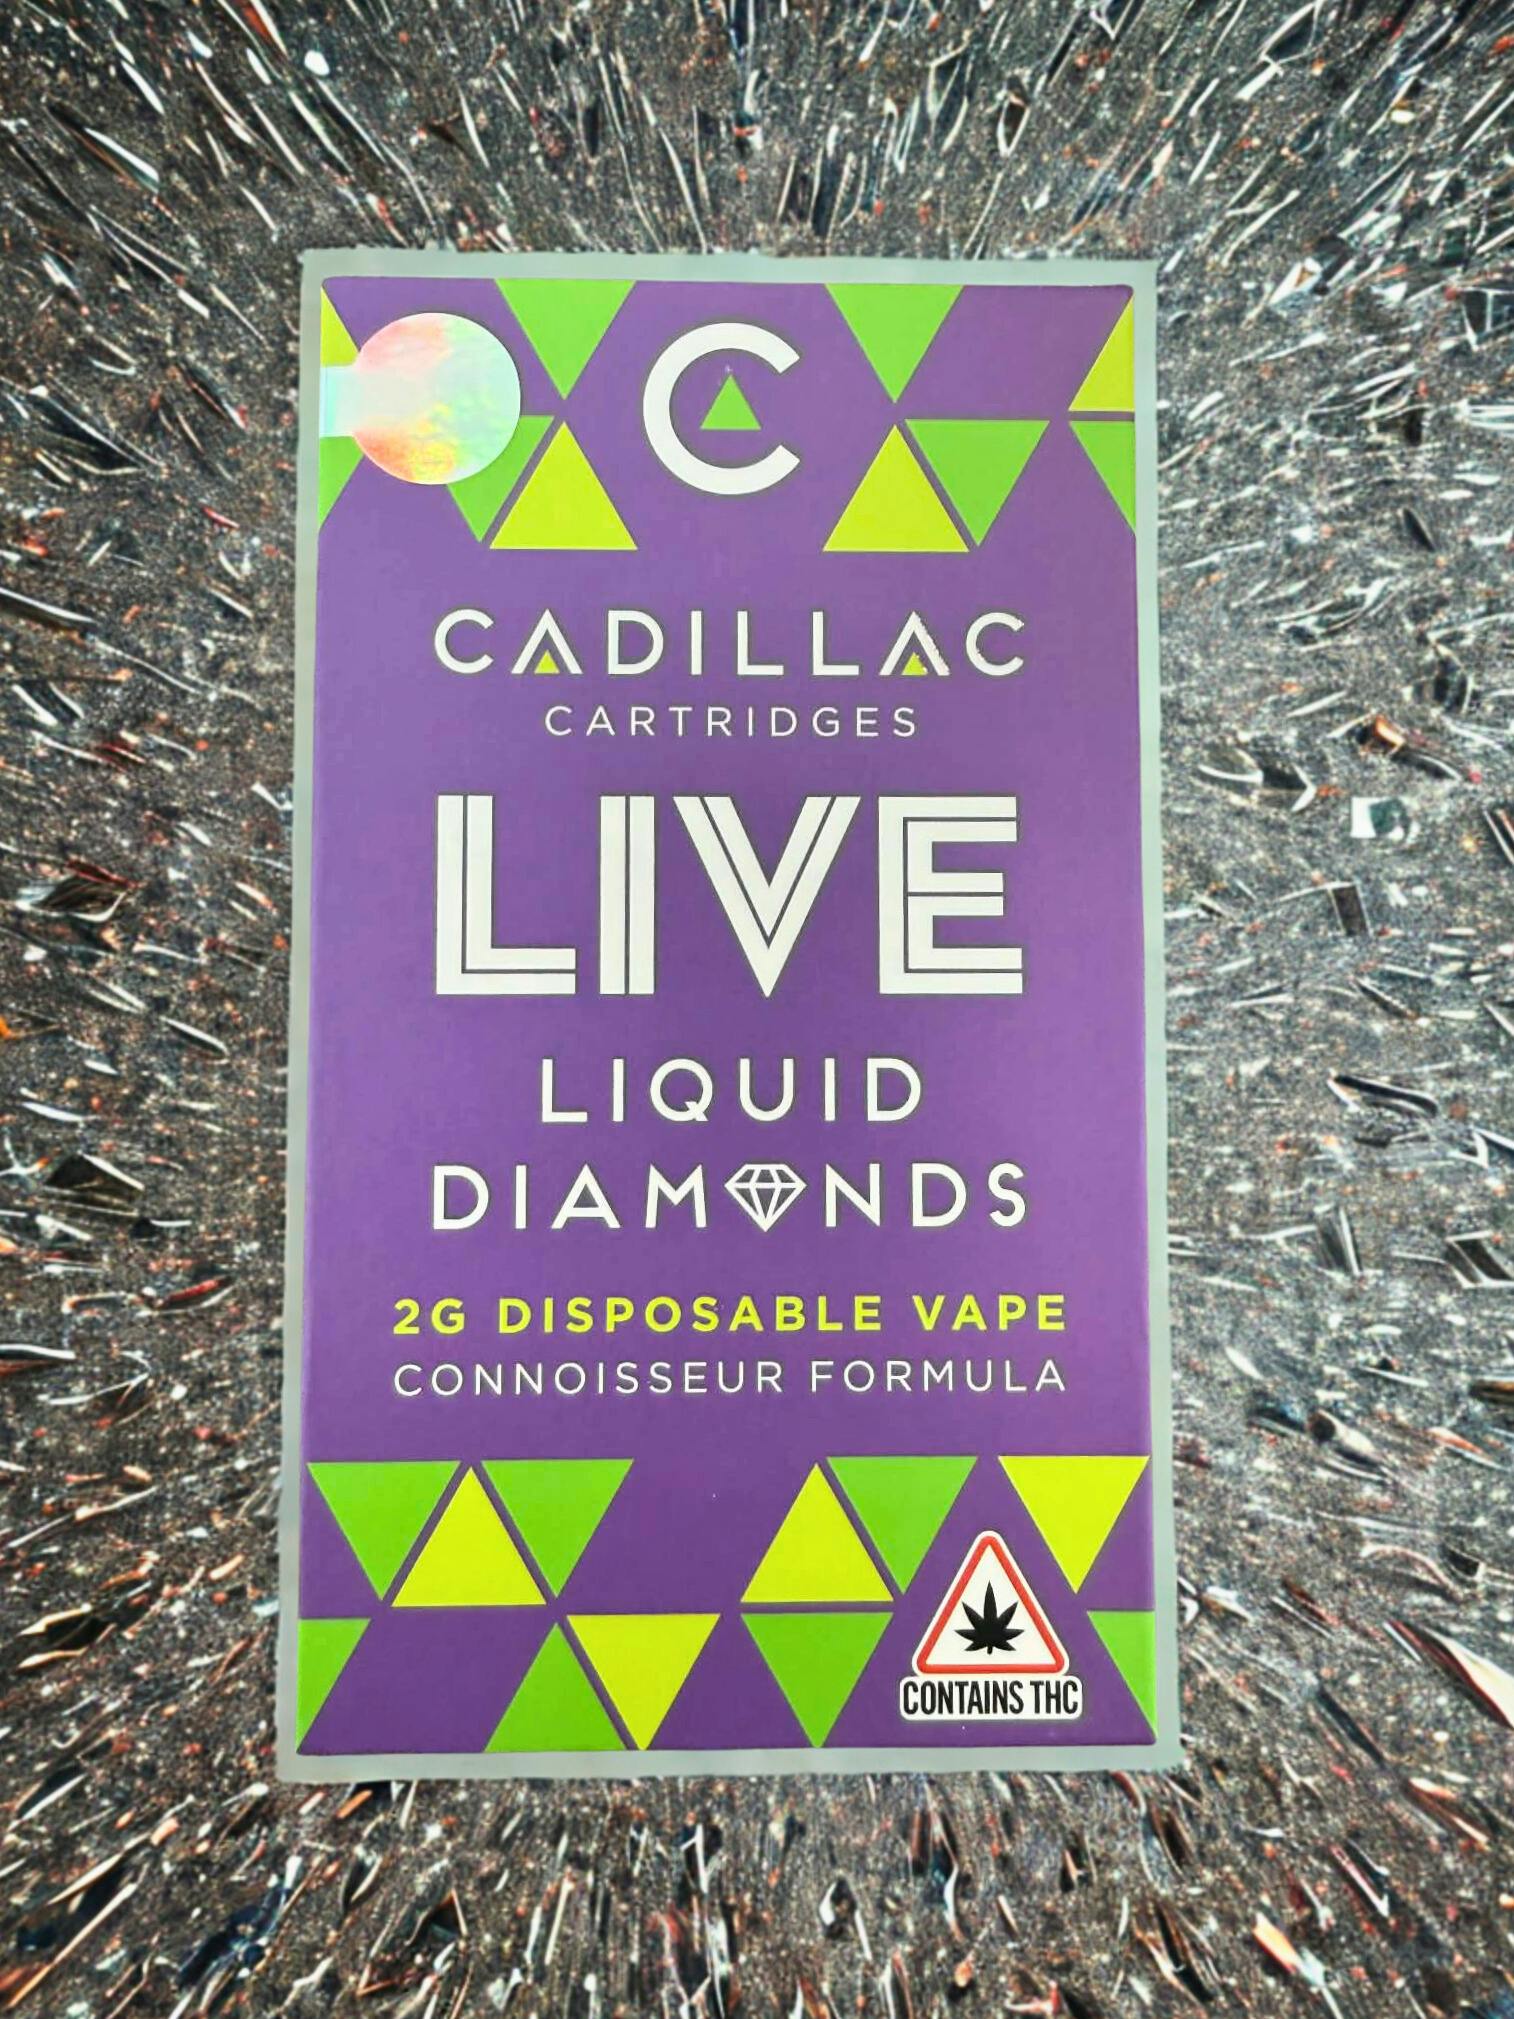 C
CADILLAC
CARTRIDGES
LIVE
LIQUID
DIAMONDS
2G DISPOSABLE VAPE
CONNOISSEUR FORMULA
CONTAINS THC